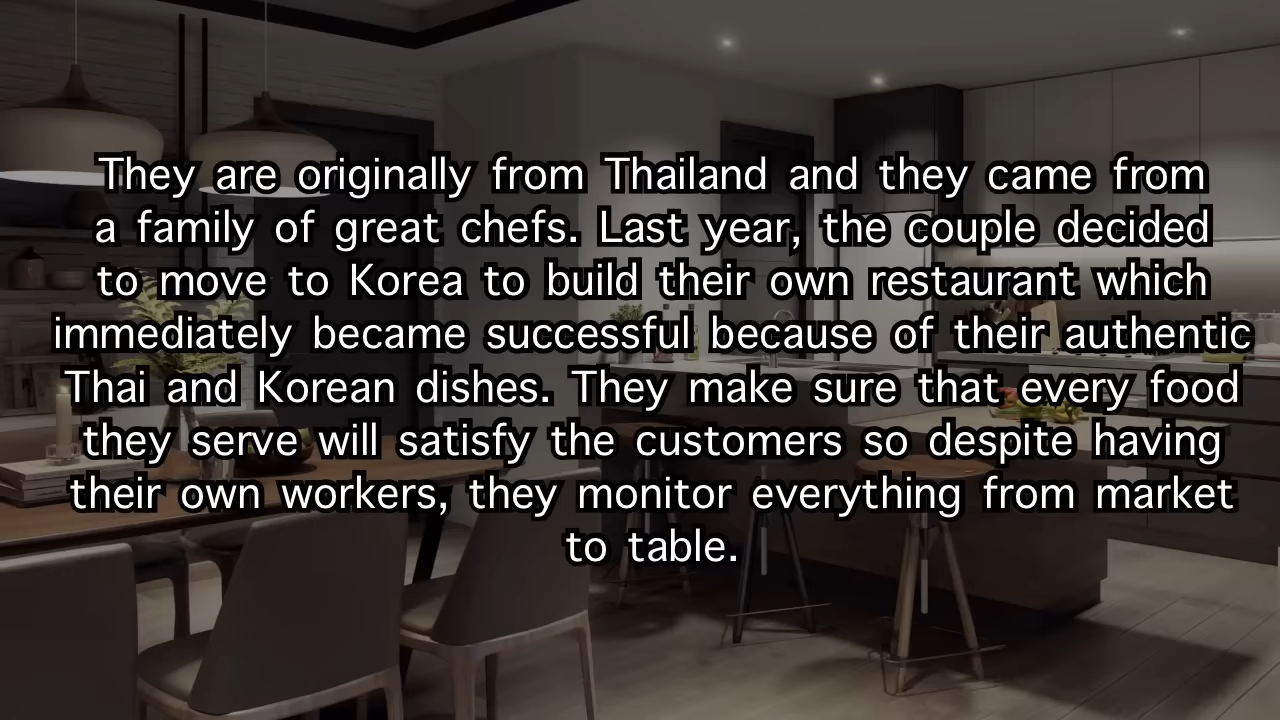 They are originally from Thailand and they came from
a family of great chefs. Last year, the couple decided
to move to Korea to build their own restaurant which
immediately became successful because of their authentic
Thai and Korean dishes. They make sure that every food
they serve will satisfy the customers so despite having
their own workers, they monitor everything from market
to table.